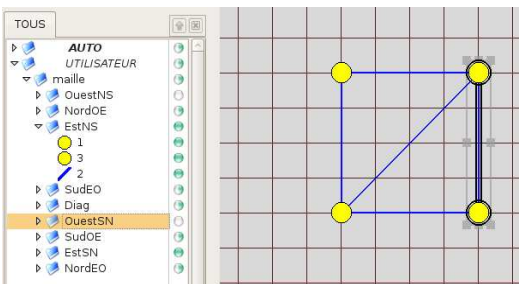 TOUS
AUTO
UTILISATEUR
maille
OuestNS
NordOE
EstNS
1
3
2
SudEO
Diag
OuestSN
SudOE
EstSN
NordEO